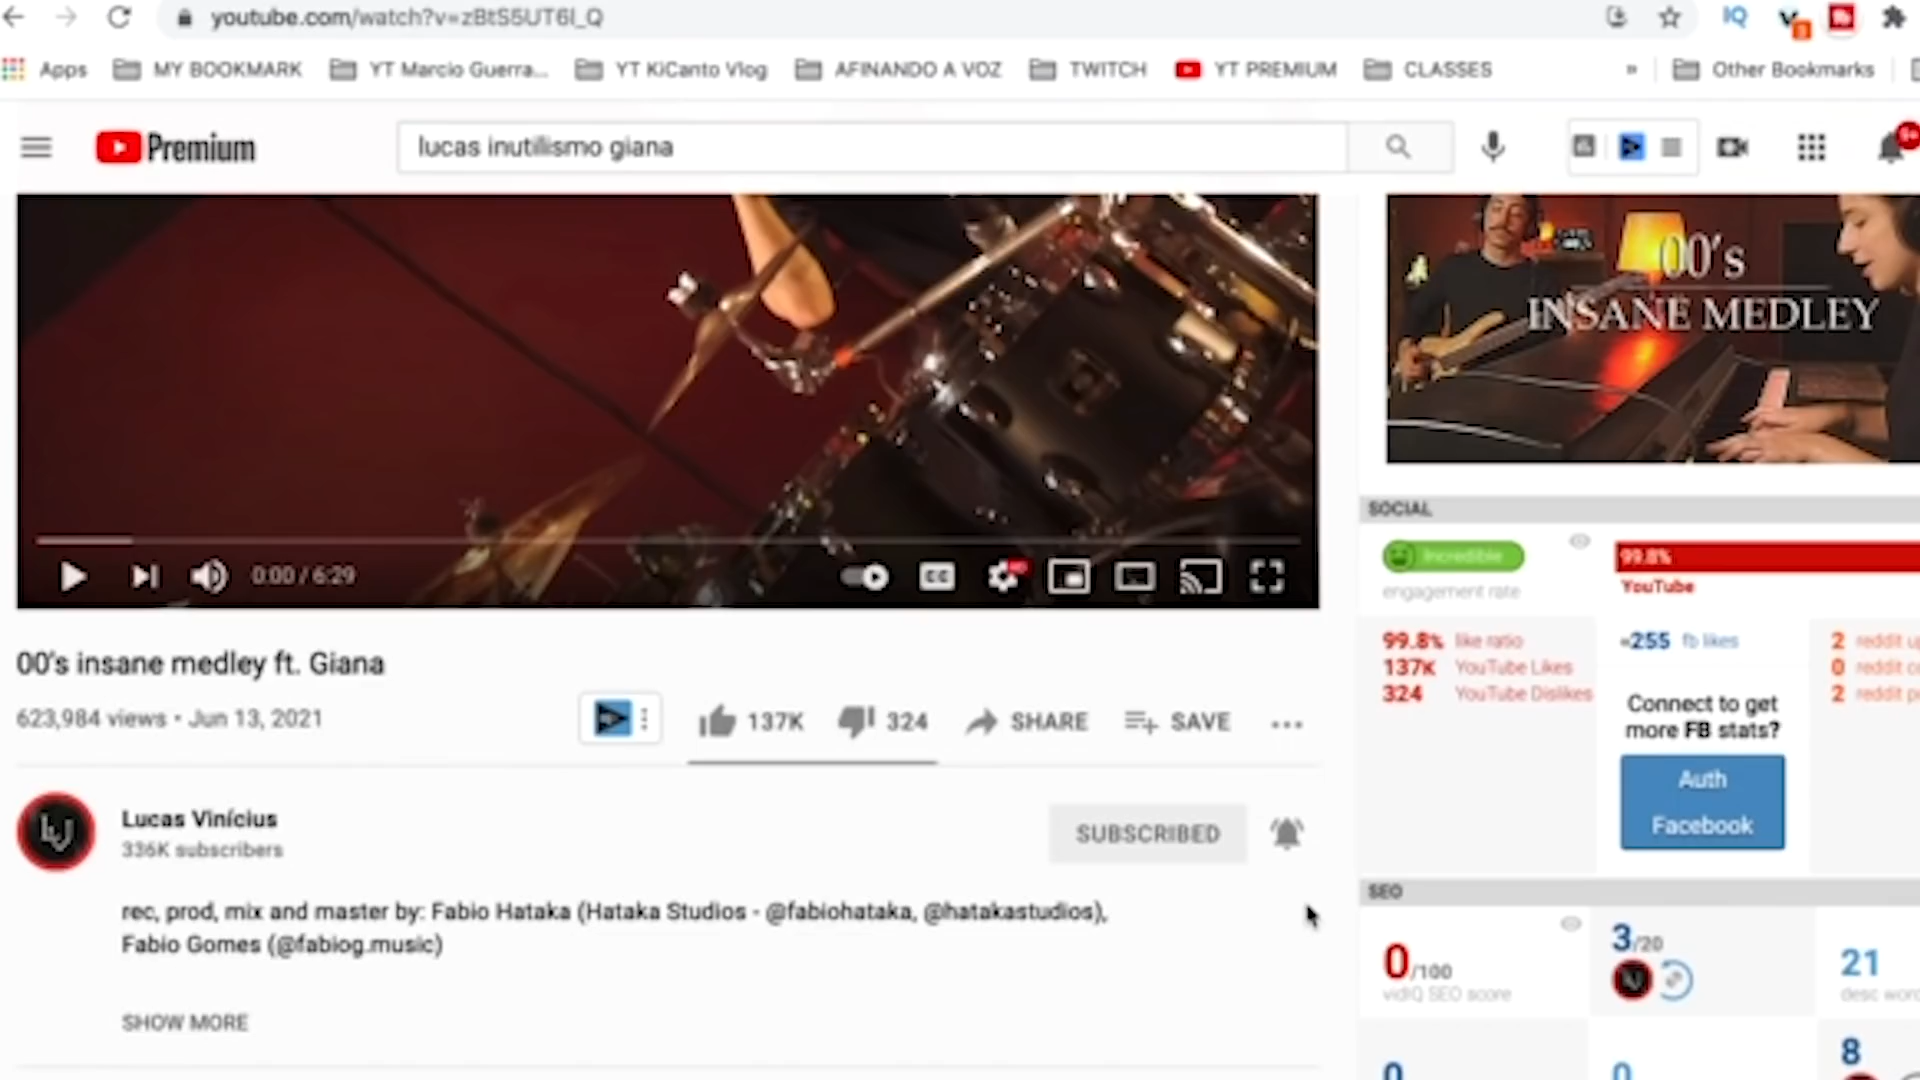 youtube.com/watch?v=zBtS5UT6l_Q
IQ
Apps
MY BOOKMARK
YT Marcio Guerra...
YT KiCanto Vlog
AFINANDO A VOZ
TWITCH
YT PREMIUM
CLASSES
»
Other Bookmarks
Premium
lucas inutilismo giana
9+
00's
INSANE MEDLEY
0:00 / 6:29
CC
00's insane medley ft. Giana
623,984 views • Jun 13, 2021
137K
324
SHARE
SAVE
Lucas Vinícius
336K subscribers
SUBSCRIBED
rec, prod, mix and master by: Fabio Hataka (Hataka Studios - @fabiohataka, @hatakastudios),
Fabio Gomes (@fabiog.music)
SHOW MORE
SOCIAL
Incredible
engagement rate
99.8%
YouTube
99.8% like ratio
137K YouTube Likes
324 YouTube Dislikes
255 fb likes
2 reddit u
0 reddit c
2 reddit p
Connect to get
more FB stats?
Auth
Facebook
SEO
0/100
vidIQ SEO score
3/20
21
desc wor
0
0
8